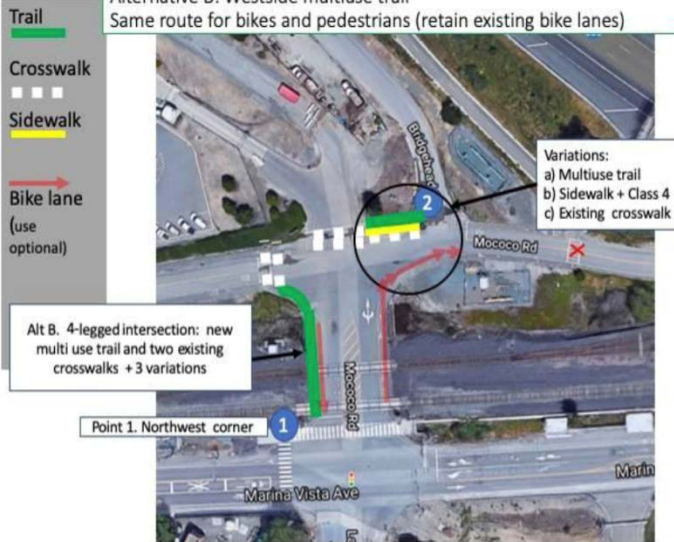 Alternative B: Westside multiuse trail
Same route for bikes and pedestrians (retain existing bike lanes)
Trail
Crosswalk
Sidewalk
Bike lane
(use
optional)
Bridgehead
2
Variations:
a) Multiuse trail
b) Sidewalk + Class 4
c) Existing crosswalk
Mococo Rd
Alt B. 4-legged intersection: new
multi use trail and two existing
crosswalks + 3 variations
Mococo Rd
Point 1. Northwest corner
1
Marina Vista Ave
Marin